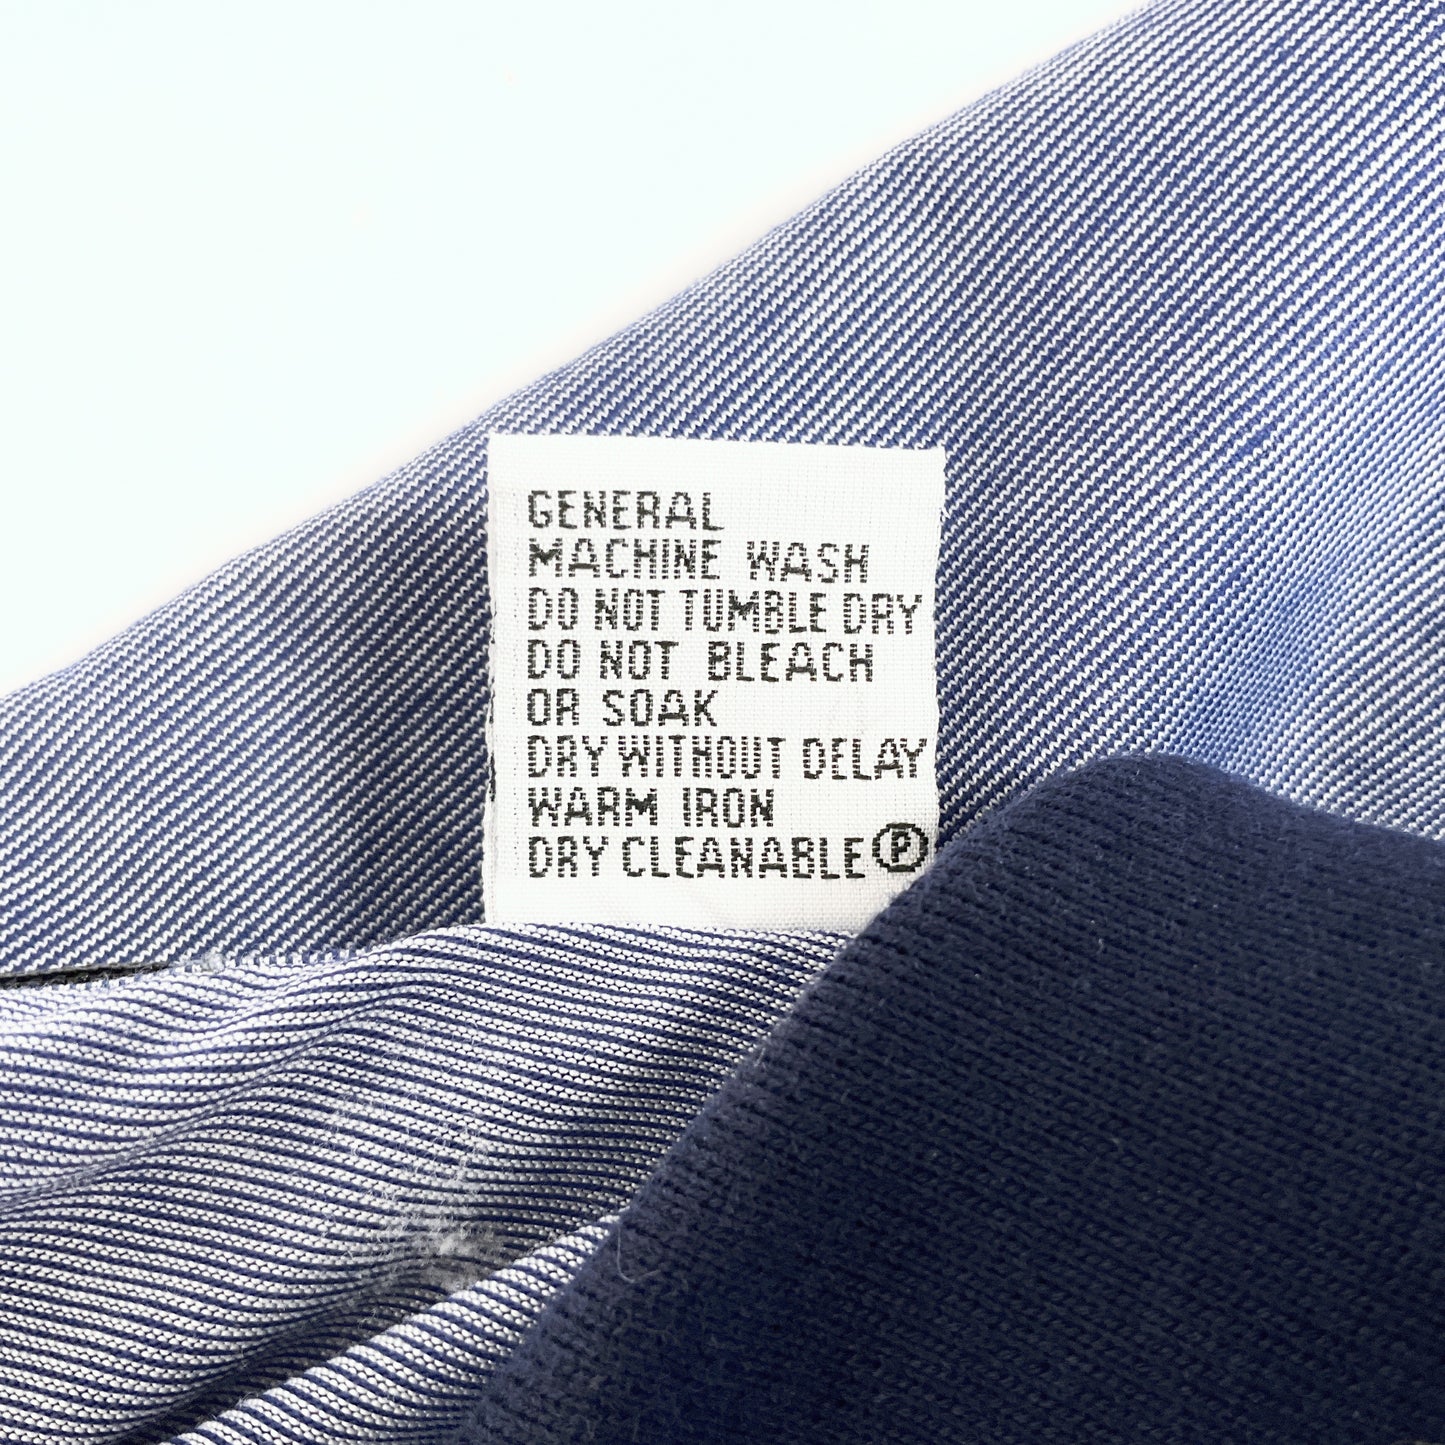 GENERAL
MACHINE WASH
DO NOT TUMBLE DRY
DO NOT BLEACH
OR SOAK
DRY WITHOUT DELAY
WARM IRON
DRY CLEANABLE Ⓟ